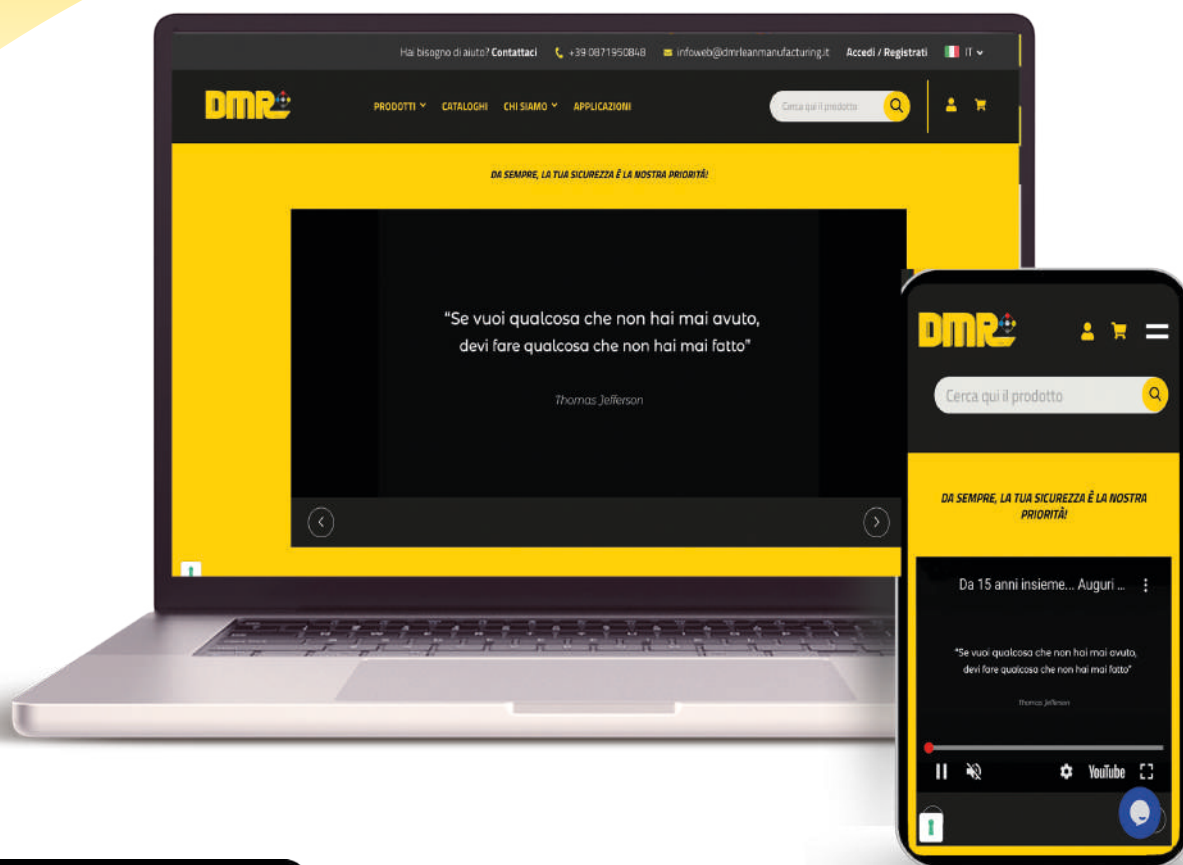 Hai bisogno di aiuto? Contattaci +39 0871950848 infoweb@dmrleanmanufacturing.it Accedi / Registrati IT
DMR
PRODOTTI CATALOGHI CHI SIAMO APPLICAZIONI
Cerca qui il prodotto
DA SEMPRE, LA TUA SICUREZZA È LA NOSTRA PRIORITÀ!
"Se vuoi qualcosa che non hai mai avuto,
devi fare qualcosa che non hai mai fatto"
Thomas Jefferson
DMR
Cerca qui il prodotto
DA SEMPRE, LA TUA SICUREZZA È LA NOSTRA
PRIORITÀ!
Da 15 anni insieme... Auguri ...
"Se vuoi qualcosa che non hai mai avuto,
devi fare qualcosa che non hai mai fatto"
Thomas Jefferson
YouTube